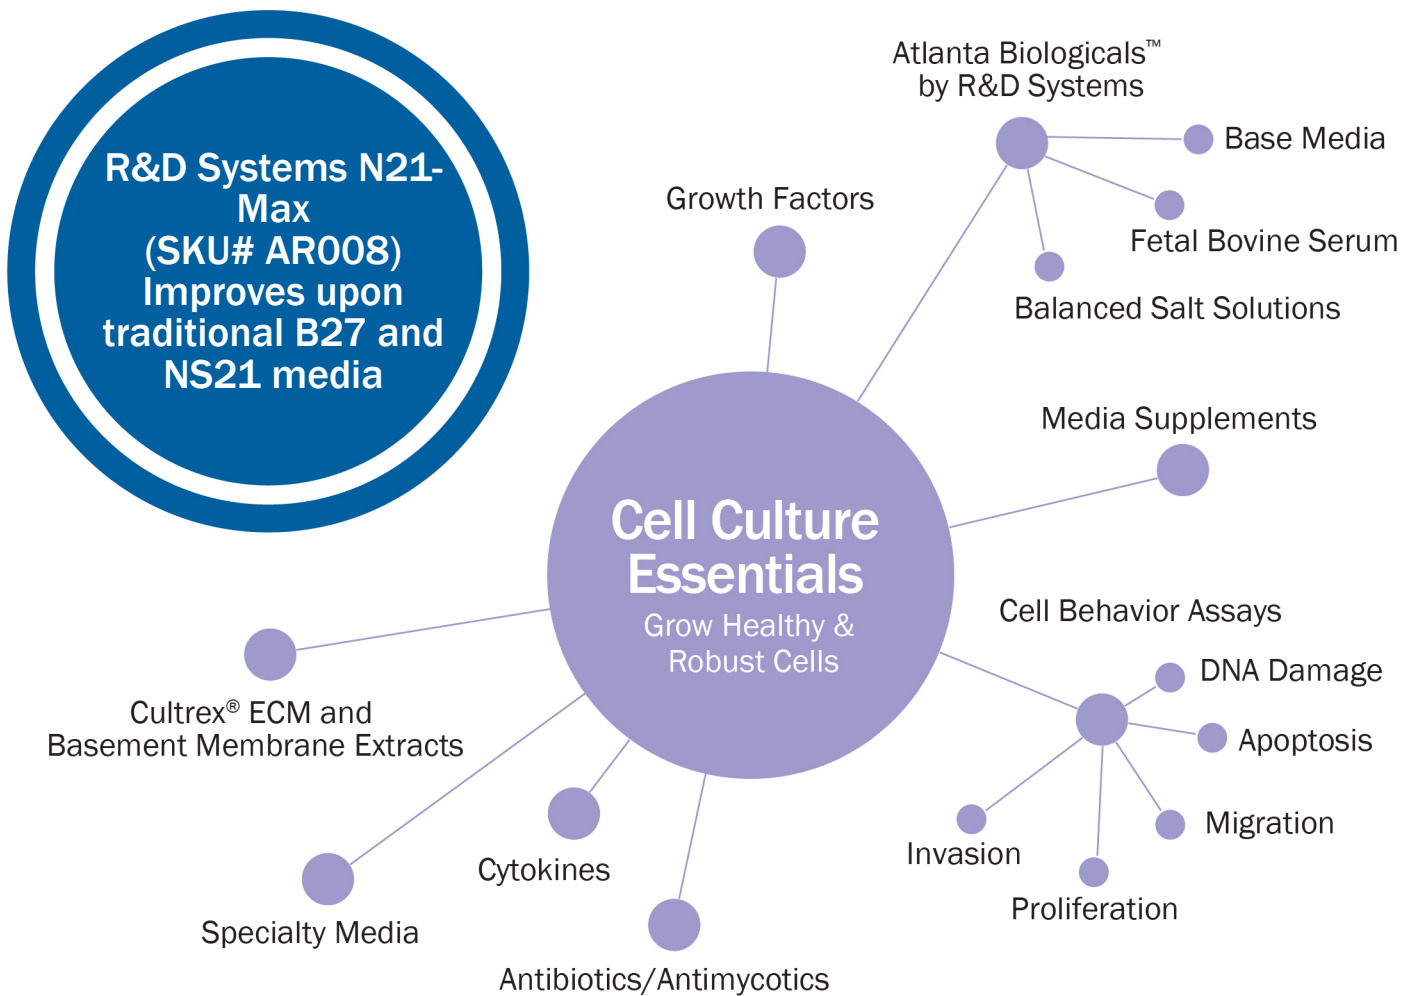 R&D Systems N21-
Max
(SKU# AR008)
Improves upon
traditional B27 and
NS21 media
Atlanta Biologicals™
by R&D Systems
Base Media
Fetal Bovine Serum
Balanced Salt Solutions
Growth Factors
Media Supplements
Cell Culture
Essentials
Grow Healthy &
Robust Cells
Cell Behavior Assays
DNA Damage
Apoptosis
Migration
Invasion
Proliferation
Cultrex® ECM and
Basement Membrane Extracts
Cytokines
Specialty Media
Antibiotics/Antimycotics